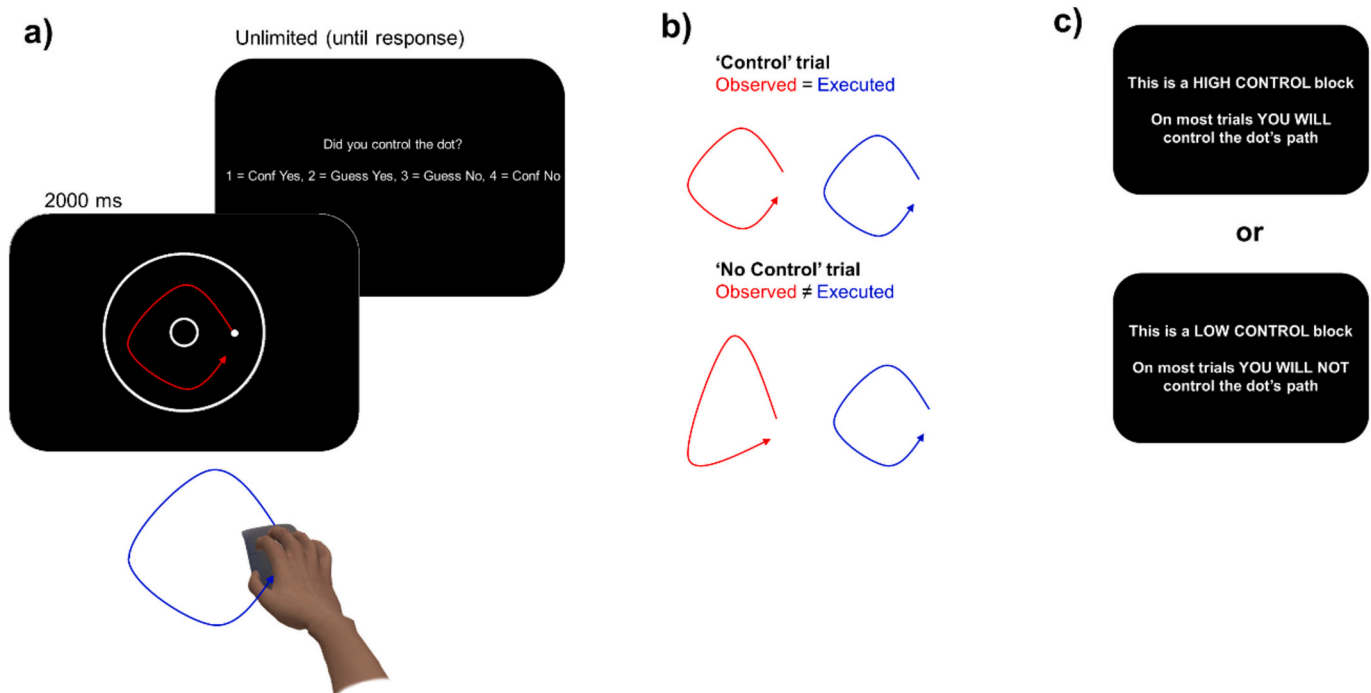 a)
Unlimited (until response)
Did you control the dot?
1 = Conf Yes, 2 = Guess Yes, 3 = Guess No, 4 = Conf No
2000 ms
b)
‘Control’ trial
Observed = Executed
‘No Control’ trial
Observed ≠ Executed
c)
This is a HIGH CONTROL block
On most trials YOU WILL
control the dot’s path
or
This is a LOW CONTROL block
On most trials YOU WILL NOT
control the dot’s path